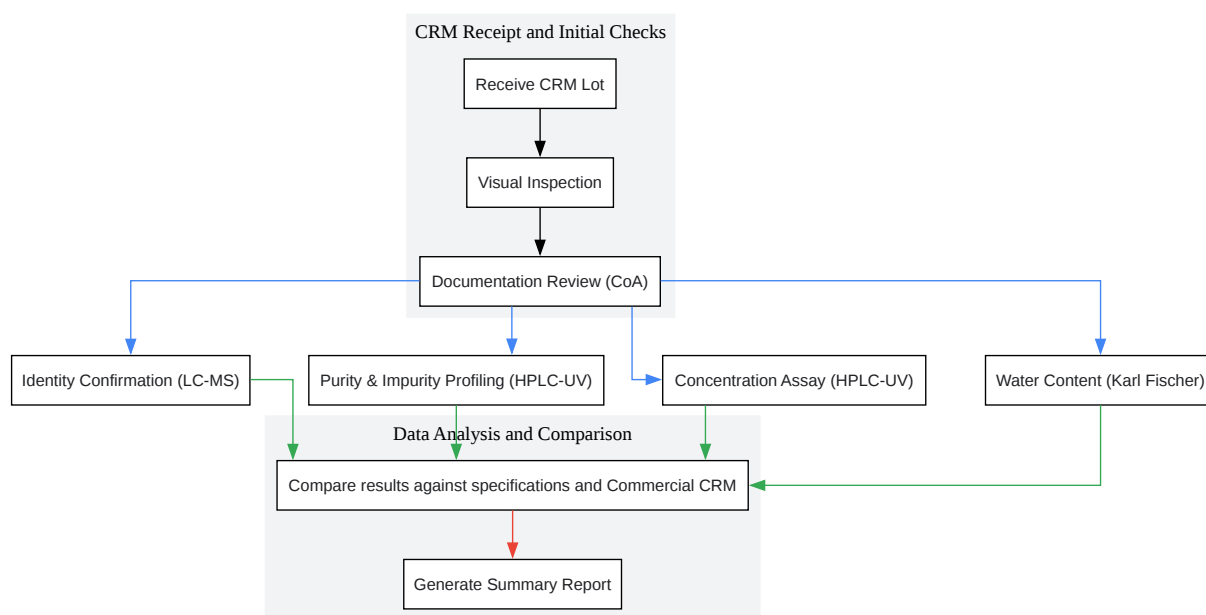 CRM Receipt and Initial Checks
Receive CRM Lot
Visual Inspection
Documentation Review (CoA)
Identity Confirmation (LC-MS)
Purity & Impurity Profiling (HPLC-UV)
Concentration Assay (HPLC-UV)
Water Content (Karl Fischer)
Data Analysis and Comparison
Compare results against specifications and Commercial CRM
Generate Summary Report